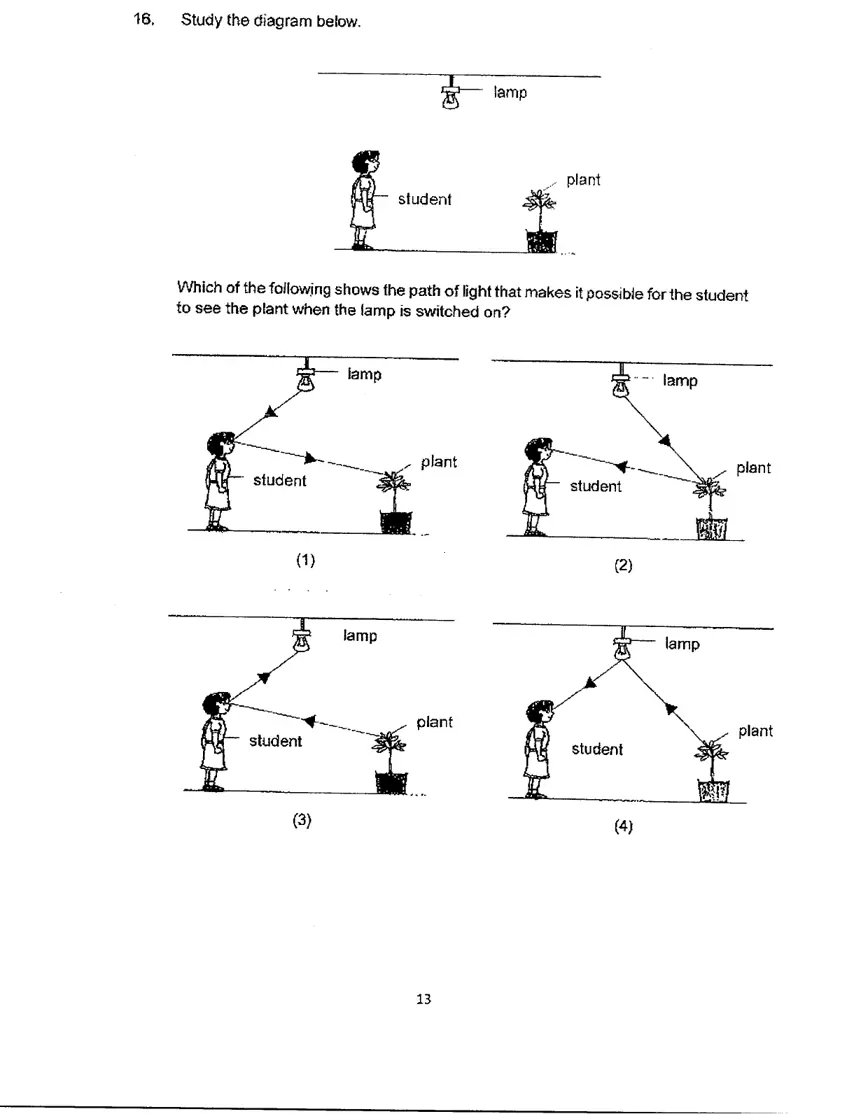 16. Study the diagram below.
lamp
plant
student
Which of the following shows the path of light that makes it possible for the student
to see the plant when the lamp is switched on?
lamp
plant
student
(1)
lamp
plant
student
(2)
lamp
plant
student
(3)
lamp
plant
student
(4)
13